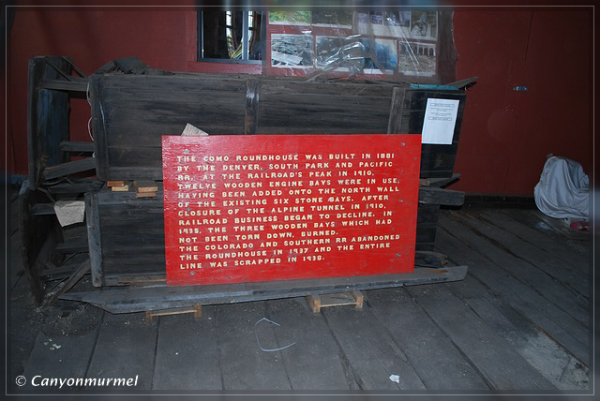 THE COMO ROUNDHOUSE WAS BUILT IN 1881
BY THE DENVER, SOUTH PARK AND PACIFIC
RR. AT THE RAILROAD'S PEAK IN 1910,
TWELVE WOODEN ENGINE BAYS WERE IN USE,
HAVING BEEN ADDED ONTO THE NORTH WALL
OF THE EXISTING SIX STONE BAYS. AFTER
CLOSURE OF THE ALPINE TUNNEL IN 1910,
RAILROAD BUSINESS BEGAN TO DECLINE. IN
1935, THE THREE WOODEN BAYS WHICH HAD
NOT BEEN TORN DOWN, BURNED.
THE COLORADO AND SOUTHERN RR ABANDONED
THE ROUNDHOUSE IN 1937 AND THE ENTIRE
LINE WAS SCRAPPED IN 1938.
© Canyonmurmel